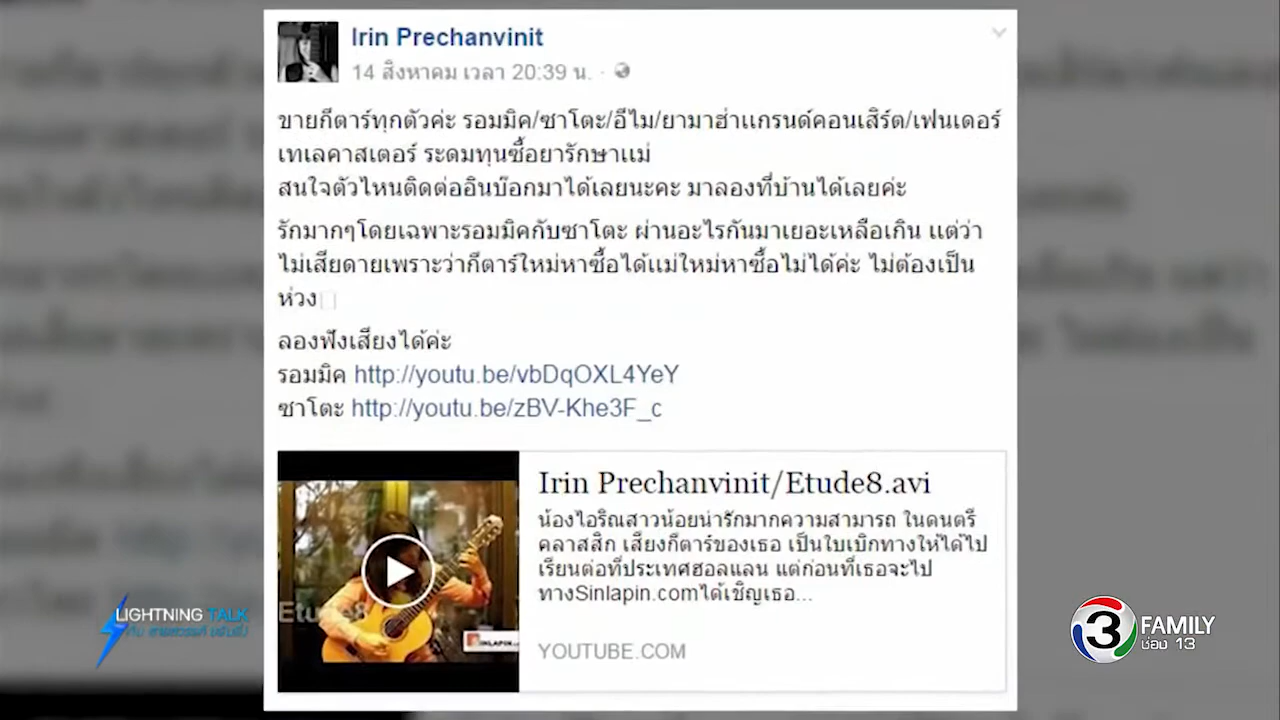 Irin Prechanvinit
14 สิงหาคม เวลา 20:39 น. ·
ขายกีตาร์ทุกตัวค่ะ รอมมิค/ซาโตะ/อีไม/ยามาฮ่าแกรนด์คอนเสิร์ต/เฟนเดอร์
เทเลคาสเตอร์ ระดมทุนซื้อยารักษาแม่
สนใจตัวไหนติดต่ออินบ๊อกมาได้เลยนะคะ มาลองที่บ้านได้เลยค่ะ
รักมากๆโดยเฉพาะรอมมิคกับซาโตะ ผ่านอะไรกันมาเยอะเหลือเกิน แต่ว่า
ไม่เสียดายเพราะว่ากีตาร์ใหม่หาซื้อได้แม่ใหม่หาซื้อไม่ได้ค่ะ ไม่ต้องเป็น
ห่วง
ลองฟังเสียงได้ค่ะ
รอมมิค http://youtu.be/vbDqOXL4YeY
ซาโตะ http://youtu.be/zBV-Khe3F_c
Irin Prechanvinit/Etude8.avi
น้องไอริณสาวน้อยน่ารักมากความสามารถ ในดนตรี
คลาสสิก เสียงกีตาร์ของเธอ เป็นใบเบิกทางให้ได้ไป
เรียนต่อที่ประเทศฮอลแลน แต่ก่อนที่เธอจะไป
ทางSinlapin.comได้เชิญเธอ...
YOUTUBE.COM
Etude8
SINLAPIN.COM
LIGHTNING TALK
3 FAMILY
ช่อง 13